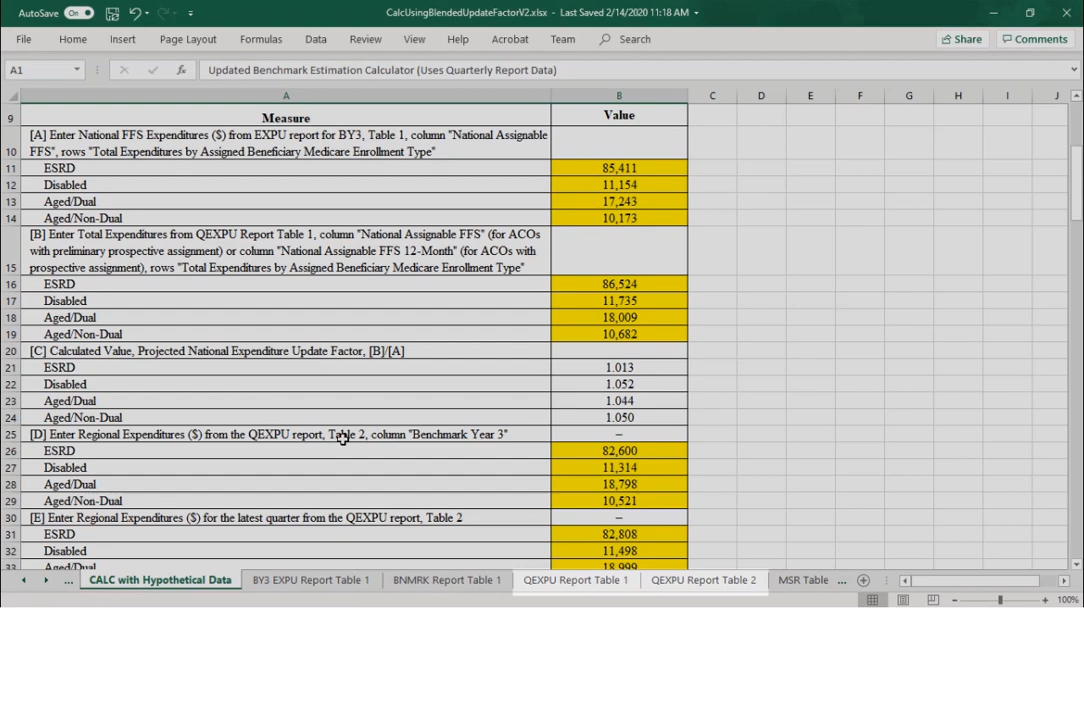 AutoSave On CalcUsingBlendedUpdateFactorV2.xlsx - Last Saved 2/14/2020 11:18 AM
File Home Insert Page Layout Formulas Data Review View Help Acrobat Team Search Share Comments
A1 fx Updated Benchmark Estimation Calculator (Uses Quarterly Report Data)
A B C D E F G H I J
9 Measure Value
[A] Enter National FFS Expenditures ($) from EXPU report for BY3, Table 1, column "National Assignable
10 FFS", rows "Total Expenditures by Assigned Beneficiary Medicare Enrollment Type"
11 ESRD 85,411
12 Disabled 11,154
13 Aged/Dual 17,243
14 Aged/Non-Dual 10,173
[B] Enter Total Expenditures from QEXPU Report Table 1, column "National Assignable FFS" (for ACOs
with preliminary prospective assignment) or column "National Assignable FFS 12-Month" (for ACOs with
15 prospective assignment), rows "Total Expenditures by Assigned Beneficiary Medicare Enrollment Type"
16 ESRD 86,524
17 Disabled 11,735
18 Aged/Dual 18,009
19 Aged/Non-Dual 10,682
20 [C] Calculated Value, Projected National Expenditure Update Factor, [B]/[A]
21 ESRD 1.013
22 Disabled 1.052
23 Aged/Dual 1.044
24 Aged/Non-Dual 1.050
25 [D] Enter Regional Expenditures ($) from the QEXPU report, Table 2, column "Benchmark Year 3" –
26 ESRD 82,600
27 Disabled 11,314
28 Aged/Dual 18,798
29 Aged/Non-Dual 10,521
30 [E] Enter Regional Expenditures ($) for the latest quarter from the QEXPU report, Table 2 –
31 ESRD 82,808
32 Disabled 11,498
33 Aged/Dual 18,999
... CALC with Hypothetical Data BY3 EXPU Report Table 1 BNMRK Report Table 1 QEXPU Report Table 1 QEXPU Report Table 2 MSR Table ...
100%